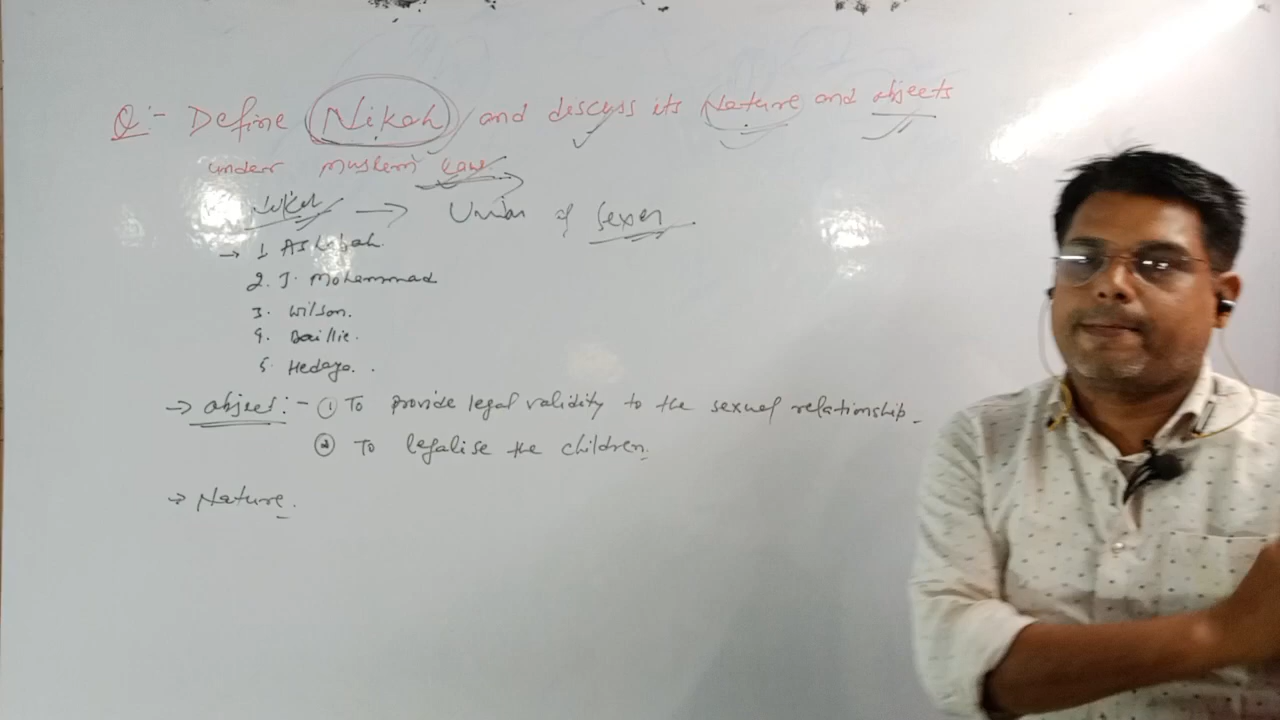 Q:- Define Nikah and discuss its Nature and objects
under muslim Law.
Nikah → Union of Sexes.
→ 1. Ashabah.
2. J. Mohammad
3. Wilson.
4. Baillie.
5. Hedaya.
→ object:- ① To provide legal validity to the sexual relationship.
② To legalise the children.
→ Nature.